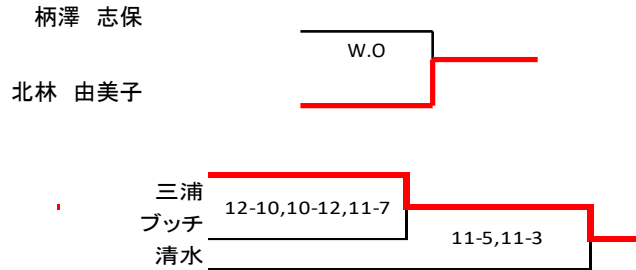 柄澤　志保
W.O
北林　由美子
三浦
12-10,10-12,11-7
ブッチ
11-5,11-3
清水